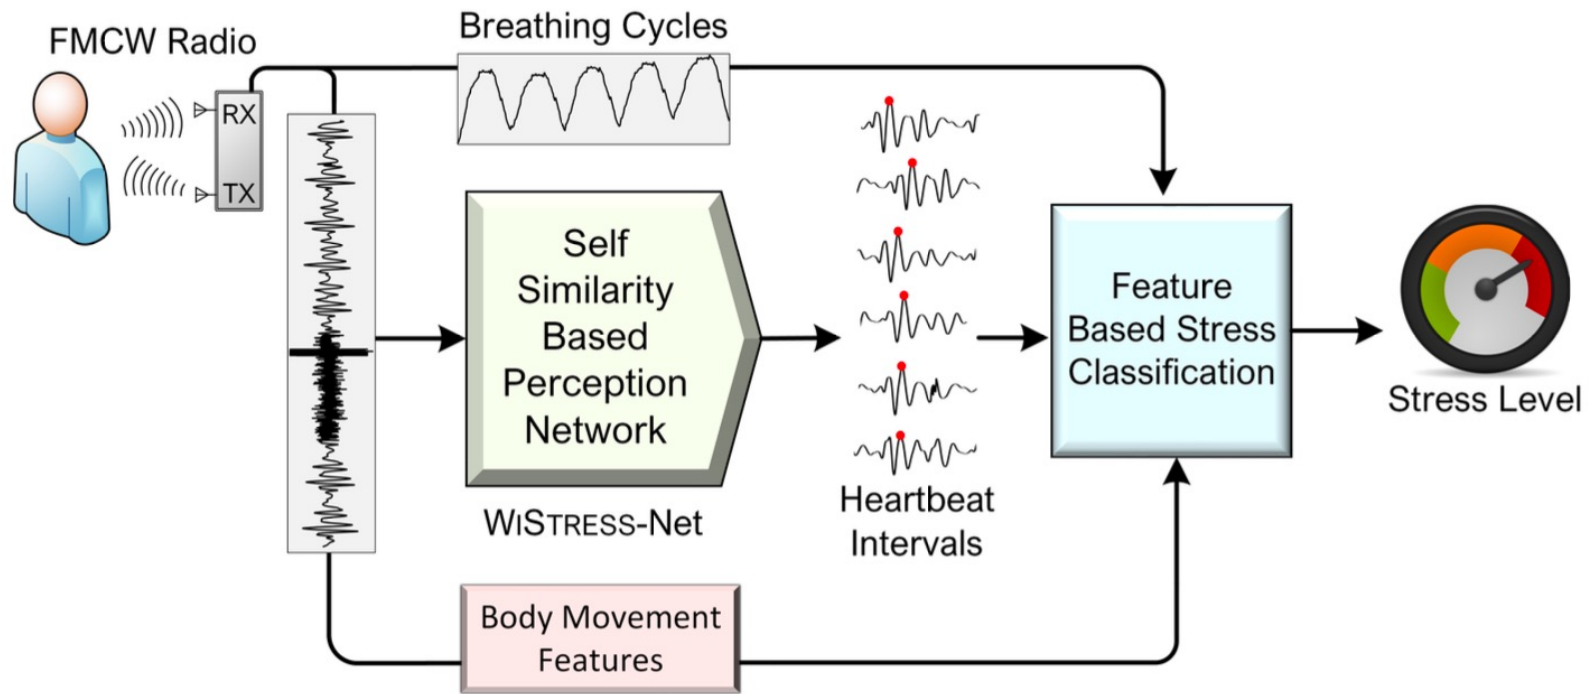 FMCW Radio
Breathing Cycles
RX
TX
Self
Similarity
Based
Perception
Network
WISTRESS-Net
Heartbeat
Intervals
Feature
Based Stress
Classification
Stress Level
Body Movement
Features